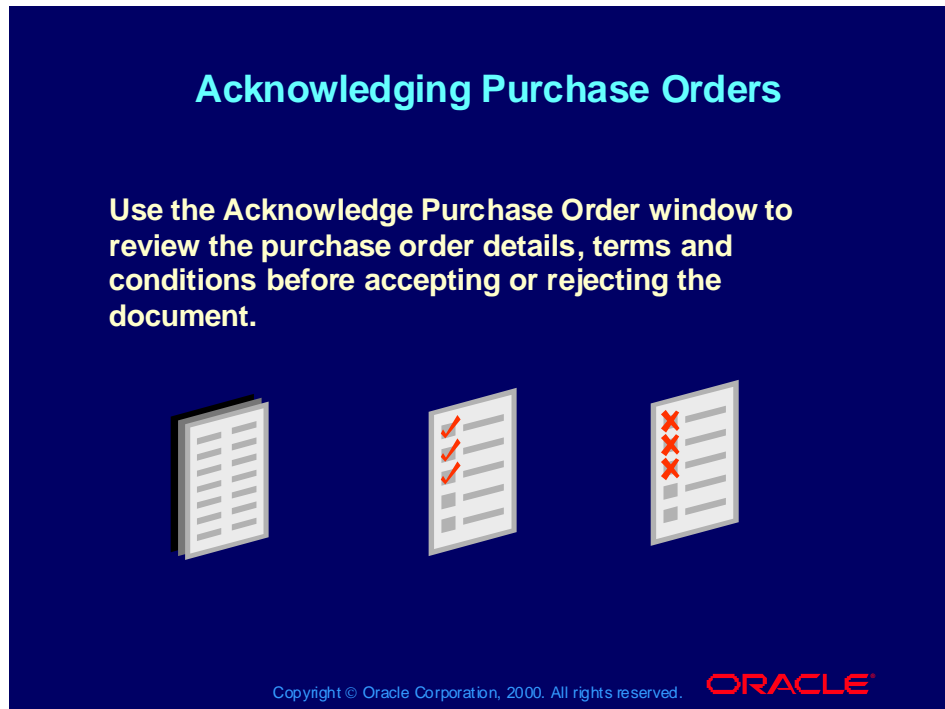 Acknowledging Purchase Orders
Use the Acknowledge Purchase Order window to
review the purchase order details, terms and
conditions before accepting or rejecting the
document.
Copyright © Oracle Corporation, 2000. All rights reserved.
ORACLE®